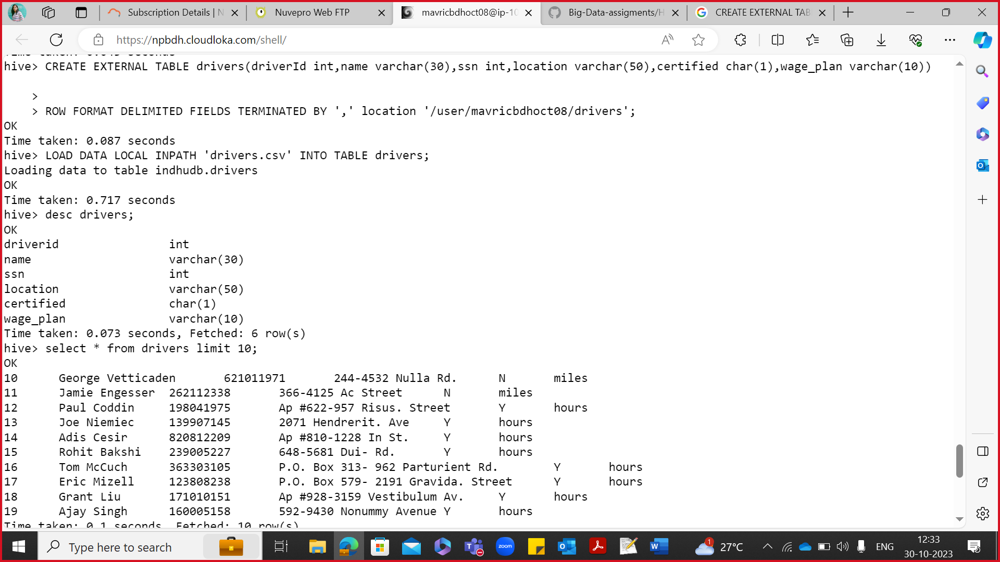 Subscription Details | N
Nuvepro Web FTP
mavricbdhoct08@ip-10
Big-Data-assigments/H
CREATE EXTERNAL TAB
https://npbdh.cloudloka.com/shell/
hive> CREATE EXTERNAL TABLE drivers(driverId int,name varchar(30),ssn int,location varchar(50),certified char(1),wage_plan varchar(10))
>
> ROW FORMAT DELIMITED FIELDS TERMINATED BY ',' location '/user/mavricbdhoct08/drivers';
OK
Time taken: 0.087 seconds
hive> LOAD DATA LOCAL INPATH 'drivers.csv' INTO TABLE drivers;
Loading data to table indhudb.drivers
OK
Time taken: 0.717 seconds
hive> desc drivers;
OK
driverid int
name varchar(30)
ssn int
location varchar(50)
certified char(1)
wage_plan varchar(10)
Time taken: 0.073 seconds, Fetched: 6 row(s)
hive> select * from drivers limit 10;
OK
10 George Vetticaden 621011971 244-4532 Nulla Rd. N miles
11 Jamie Engesser 262112338 366-4125 Ac Street N miles
12 Paul Coddin 198041975 Ap #622-957 Risus. Street Y hours
13 Joe Niemiec 139907145 2071 Hendrerit. Ave Y hours
14 Adis Cesir 820812209 Ap #810-1228 In St. Y hours
15 Rohit Bakshi 239005227 648-5681 Dui- Rd. Y hours
16 Tom McCuch 363303105 P.O. Box 313- 962 Parturient Rd. Y hours
17 Eric Mizell 123808238 P.O. Box 579- 2191 Gravida. Street Y hours
18 Grant Liu 171010151 Ap #928-3159 Vestibulum Av. Y hours
19 Ajay Singh 160005158 592-9430 Nonummy Avenue Y hours
Time taken: 0.1 seconds, Fetched: 10 row(s)
Type here to search
zoom
1
27°C
ENG
12:33
30-10-2023